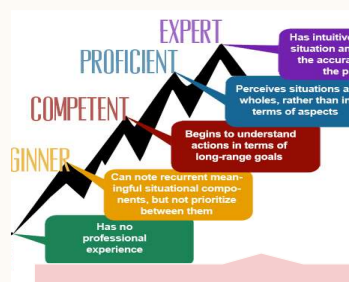 EXPERT
Has intuitive
situation an
the accura
the p
PROFICIENT
Perceives situations a
wholes, rather than in
terms of aspects
COMPETENT
Begins to understand
actions in terms of
long-range goals
GINNER
Can note recurrent mean-
ingful situational compo-
nents, but not prioritize
between them
Has no
professional
experience